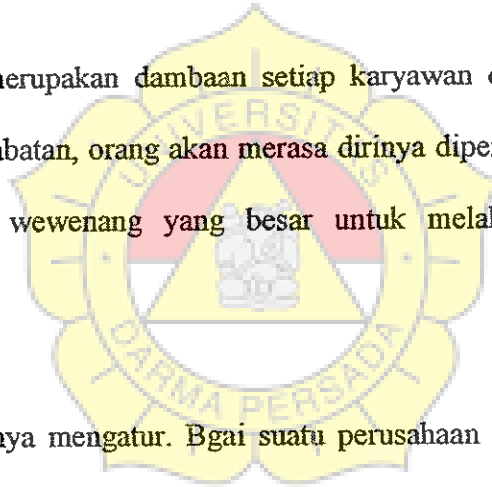 merupakan dambaan setiap karyawan
abatan, orang akan merasa dirinya dipe
wewenang yang besar untuk melal
nya mengatur. Bgai suatu perusahaan
UNIVERSITAS
DARMA PERSADA